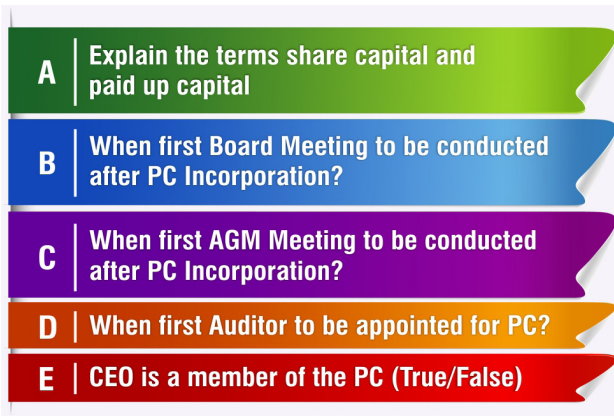 A Explain the terms share capital and
paid up capital
B When first Board Meeting to be conducted
after PC Incorporation?
C When first AGM Meeting to be conducted
after PC Incorporation?
D When first Auditor to be appointed for PC?
E CEO is a member of the PC (True/False)